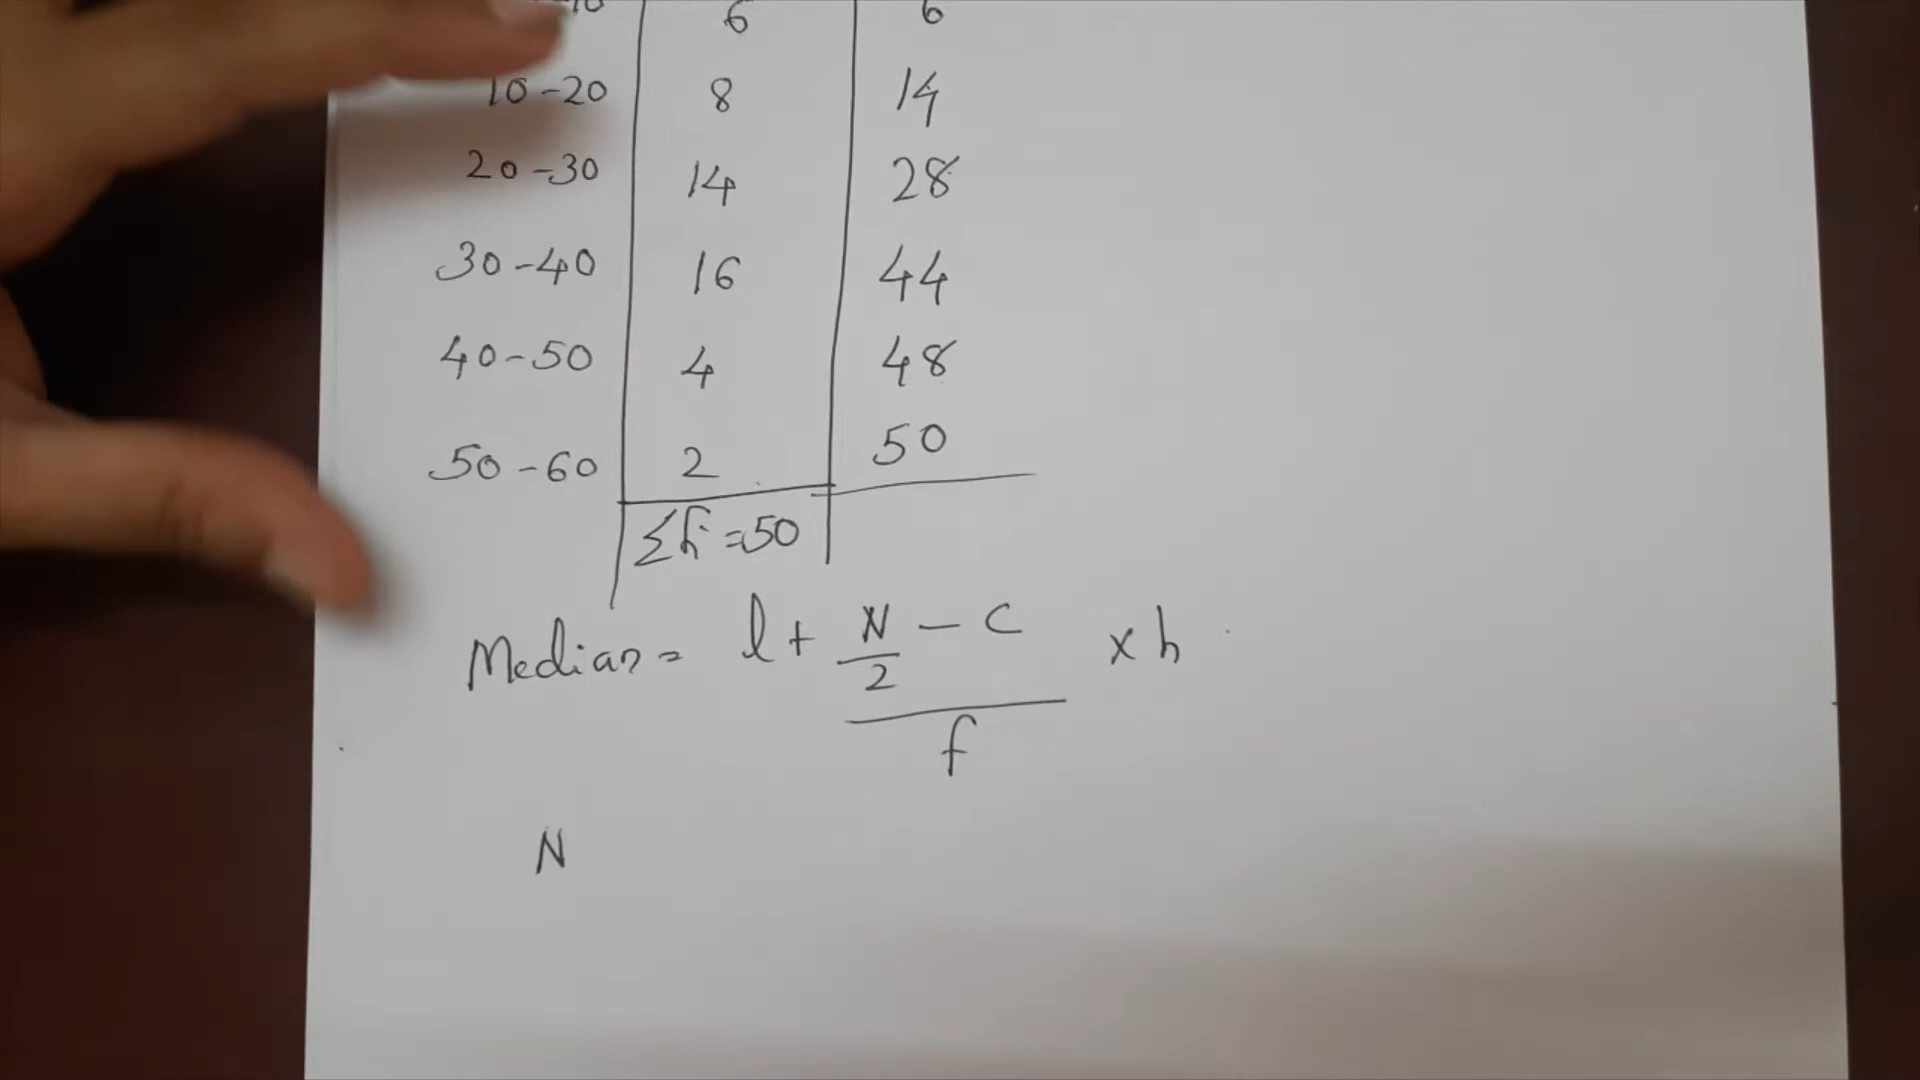 10 6 6
10-20 8 14
20-30 14 28
30-40 16 44
40-50 4 48
50-60 2 50
Σfi=50
Median = l + N/2 - C / f × h
N